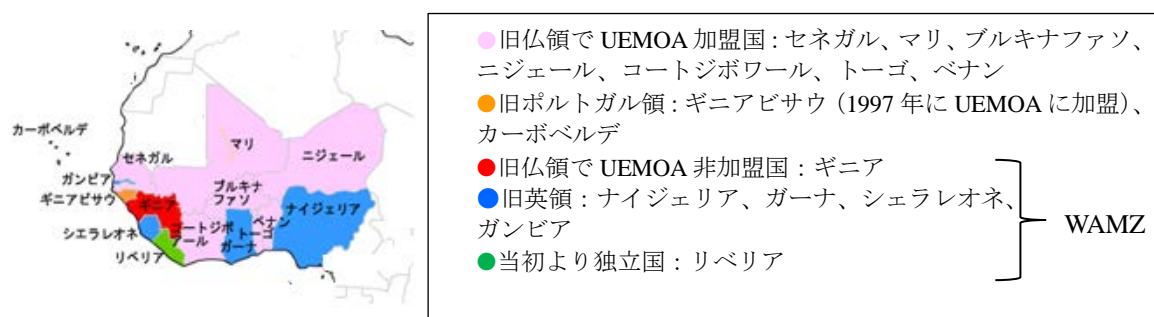 カーボベルデ
セネガル
マリ
ニジェール
ガンビア
ギニアビサウ
ギニア
ブルキナ
ファソ
ナイジェリア
シエラレオネ
コートジボ
アール
ベナン
トーゴ
ガーナ
リベリア
●旧仏領で UEMOA 加盟国：セネガル、マリ、ブルキナファソ、
ニジェール、コートジボワール、トーゴ、ベナン
●旧ポルトガル領：ギニアビサウ（1997 年に UEMOA に加盟）、
カーボベルデ
●旧仏領で UEMOA 非加盟国：ギニア
●旧英領：ナイジェリア、ガーナ、シェラレオネ、
ガンビア
●当初より独立国：リベリア
WAMZ